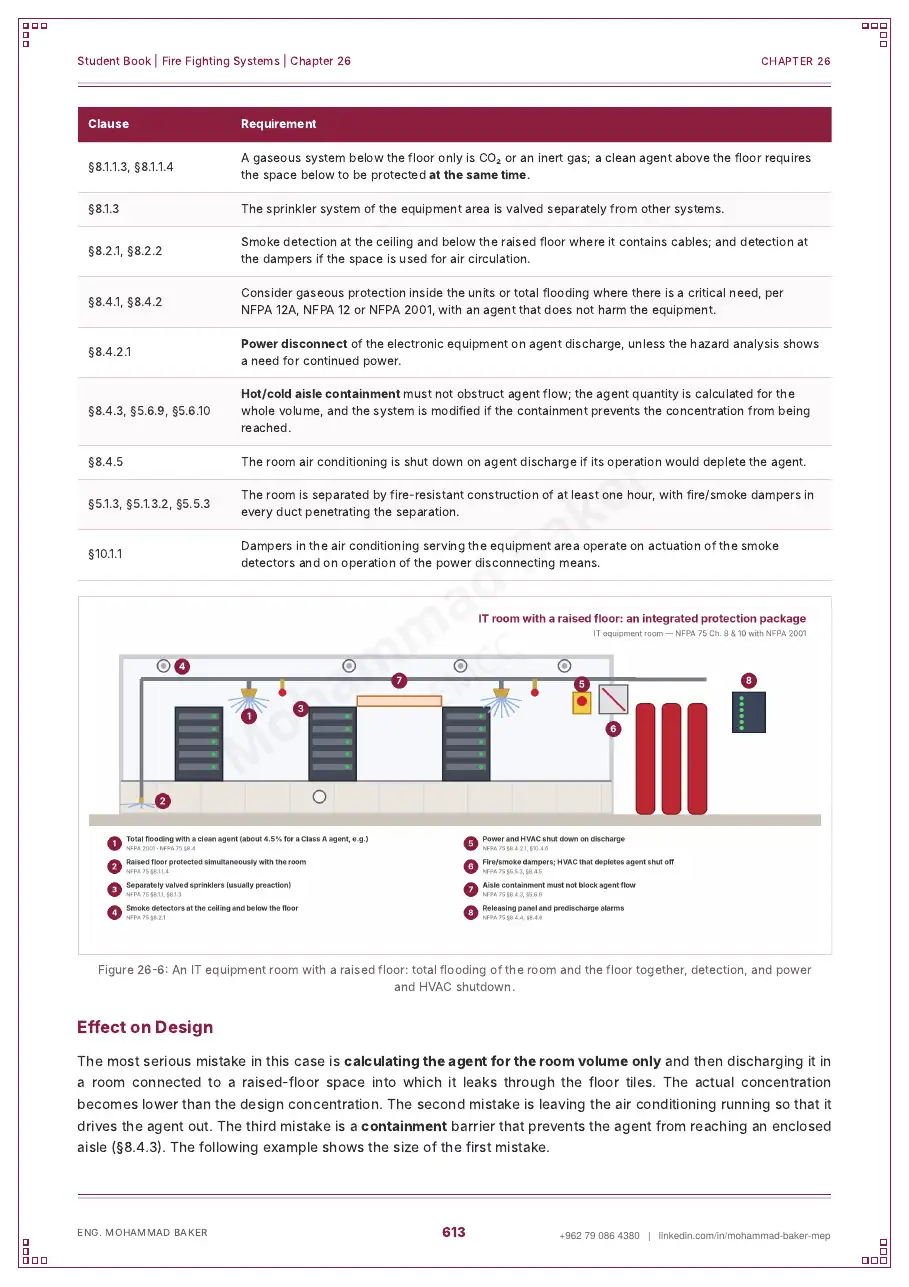 Student Book | Fire Fighting Systems | Chapter 26
CHAPTER 26
Clause Requirement
§8.1.1.3, §8.1.1.4 A gaseous system below the floor only is CO₂ or an inert gas; a clean agent above the floor requires
the space below to be protected at the same time.
§8.1.3 The sprinkler system of the equipment area is valved separately from other systems.
§8.2.1, §8.2.2 Smoke detection at the ceiling and below the raised floor where it contains cables; and detection at
the dampers if the space is used for air circulation.
§8.4.1, §8.4.2 Consider gaseous protection inside the units or total flooding where there is a critical need, per
NFPA 12A, NFPA 12 or NFPA 2001, with an agent that does not harm the equipment.
§8.4.2.1 Power disconnect of the electronic equipment on agent discharge, unless the hazard analysis shows
a need for continued power.
§8.4.3, §5.6.9, §5.6.10 Hot/cold aisle containment must not obstruct agent flow; the agent quantity is calculated for the
whole volume, and the system is modified if the containment prevents the concentration from being
reached.
§8.4.5 The room air conditioning is shut down on agent discharge if its operation would deplete the agent.
§5.1.3, §5.1.3.2, §5.5.3 The room is separated by fire-resistant construction of at least one hour, with fire/smoke dampers in
every duct penetrating the separation.
§10.1.1 Dampers in the air conditioning serving the equipment area operate on actuation of the smoke
detectors and on operation of the power disconnecting means.
Mohammad Baker
EMCC
IT room with a raised floor: an integrated protection package
IT equipment room — NFPA 75 Ch. 8 & 10 with NFPA 2001
4
7
5
8
3
1
6
2
1 Total flooding with a clean agent (about 4.5% for a Class A agent, e.g.)
NFPA 2001 · NFPA 75 §8.4
2 Raised floor protected simultaneously with the room
NFPA 75 §8.1.1.4
3 Separately valved sprinklers (usually preaction)
NFPA 75 §8.1.1, §8.1.3
4 Smoke detectors at the ceiling and below the floor
NFPA 75 §8.2.1
5 Power and HVAC shut down on discharge
NFPA 75 §8.4.2.1, §10.4.6
6 Fire/smoke dampers; HVAC that depletes agent shut off
NFPA 75 §5.5.3, §8.4.5
7 Aisle containment must not block agent flow
NFPA 75 §8.4.3, §5.6.9
8 Releasing panel and predischarge alarms
NFPA 75 §8.4.4, §8.4.6
Figure 26-6: An IT equipment room with a raised floor: total flooding of the room and the floor together, detection, and power
and HVAC shutdown.
Effect on Design
The most serious mistake in this case is calculating the agent for the room volume only and then discharging it in
a room connected to a raised-floor space into which it leaks through the floor tiles. The actual concentration
becomes lower than the design concentration. The second mistake is leaving the air conditioning running so that it
drives the agent out. The third mistake is a containment barrier that prevents the agent from reaching an enclosed
aisle (§8.4.3). The following example shows the size of the first mistake.
ENG. MOHAMMAD BAKER
613
+962 79 086 4380 | linkedin.com/in/mohammad-baker-mep